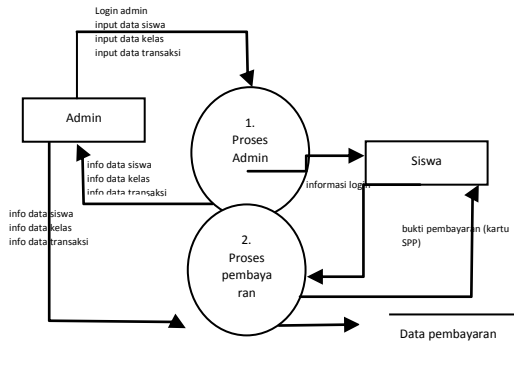 Login admin
input data siswa
input data kelas
input data transaksi
Admin
1.
Proses
Admin
Siswa
info data siswa
info data kelas
info data transaksi
informasi login
info data siswa
info data kelas
info data transaksi
bukti pembayaran (kartu
SPP)
2.
Proses
pembaya
ran
Data pembayaran